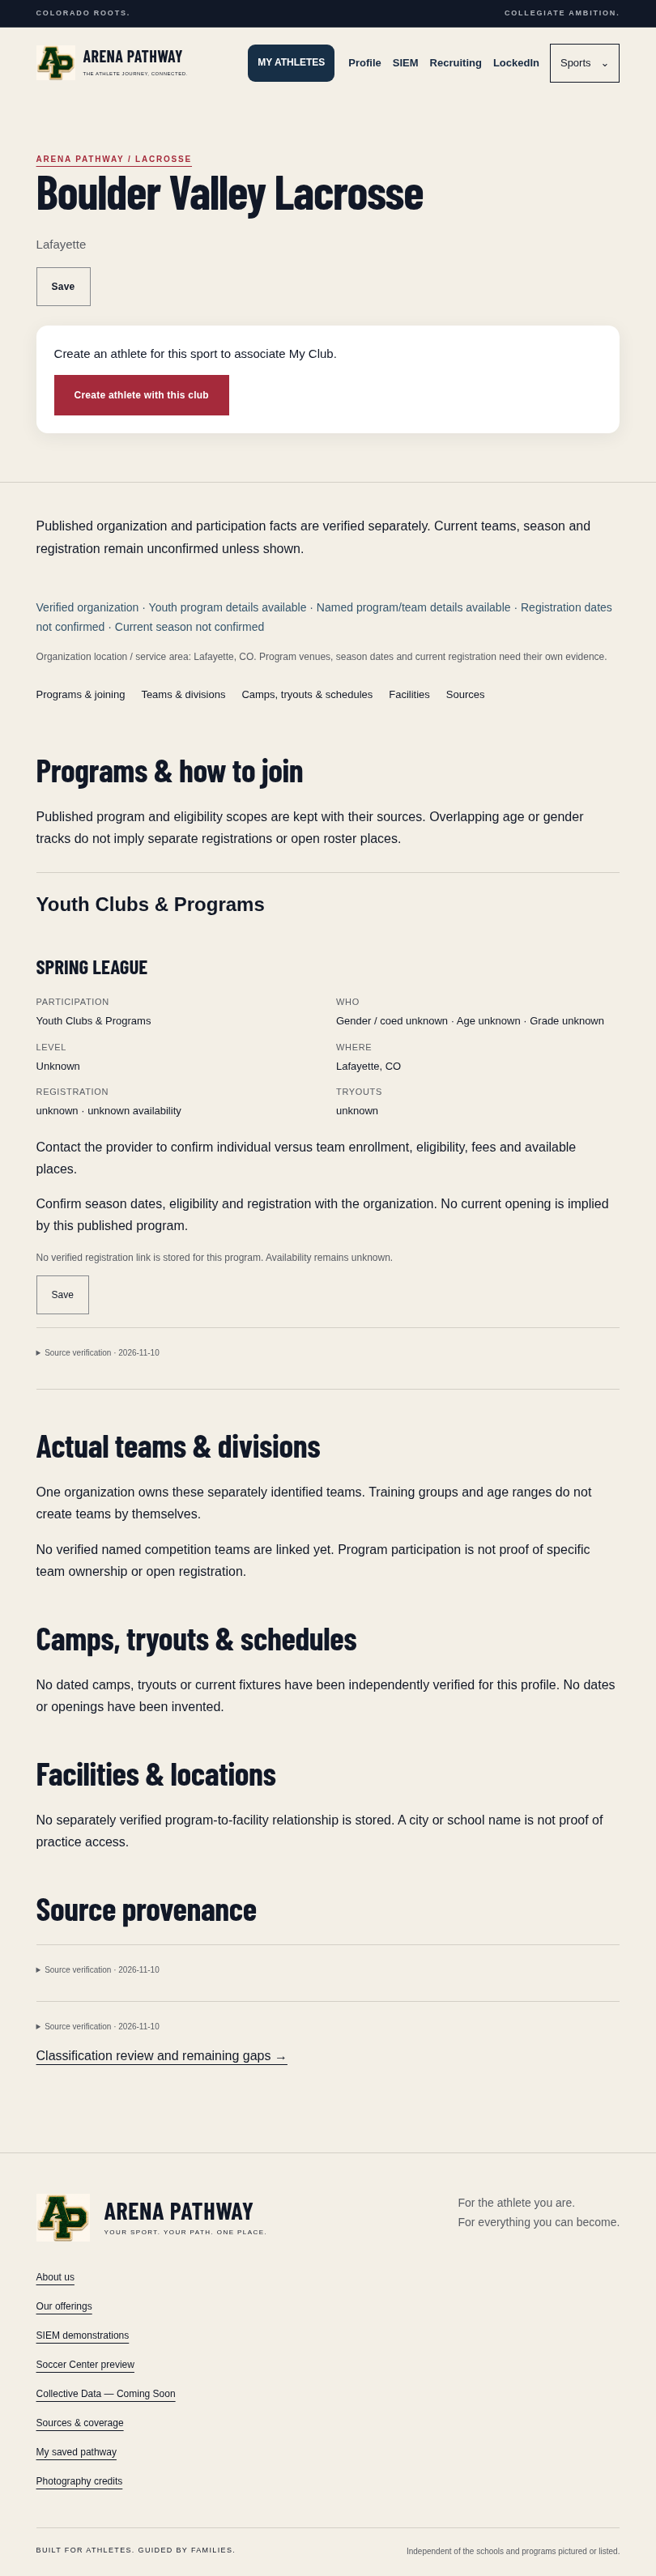 COLORADO ROOTS.
COLLEGIATE AMBITION.
AP
ARENA PATHWAY
THE ATHLETE JOURNEY, CONNECTED.
MY ATHLETES
Profile
SIEM
Recruiting
LockedIn
Sports
ARENA PATHWAY / LACROSSE
Boulder Valley Lacrosse
Lafayette
Save
Create an athlete for this sport to associate My Club.
Create athlete with this club
Published organization and participation facts are verified separately. Current teams, season and
registration remain unconfirmed unless shown.
Verified organization · Youth program details available · Named program/team details available · Registration dates
not confirmed · Current season not confirmed
Organization location / service area: Lafayette, CO. Program venues, season dates and current registration need their own evidence.
Programs & joining
Teams & divisions
Camps, tryouts & schedules
Facilities
Sources
Programs & how to join
Published program and eligibility scopes are kept with their sources. Overlapping age or gender
tracks do not imply separate registrations or open roster places.
Youth Clubs & Programs
SPRING LEAGUE
PARTICIPATION
Youth Clubs & Programs
WHO
Gender / coed unknown · Age unknown · Grade unknown
LEVEL
Unknown
WHERE
Lafayette, CO
REGISTRATION
unknown · unknown availability
TRYOUTS
unknown
Contact the provider to confirm individual versus team enrollment, eligibility, fees and available
places.
Confirm season dates, eligibility and registration with the organization. No current opening is implied
by this published program.
No verified registration link is stored for this program. Availability remains unknown.
Save
▶ Source verification · 2026-11-10
Actual teams & divisions
One organization owns these separately identified teams. Training groups and age ranges do not
create teams by themselves.
No verified named competition teams are linked yet. Program participation is not proof of specific
team ownership or open registration.
Camps, tryouts & schedules
No dated camps, tryouts or current fixtures have been independently verified for this profile. No dates
or openings have been invented.
Facilities & locations
No separately verified program-to-facility relationship is stored. A city or school name is not proof of
practice access.
Source provenance
▶ Source verification · 2026-11-10
▶ Source verification · 2026-11-10
Classification review and remaining gaps →
AP
ARENA PATHWAY
YOUR SPORT. YOUR PATH. ONE PLACE.
For the athlete you are.
For everything you can become.
About us
Our offerings
SIEM demonstrations
Soccer Center preview
Collective Data — Coming Soon
Sources & coverage
My saved pathway
Photography credits
BUILT FOR ATHLETES. GUIDED BY FAMILIES.
Independent of the schools and programs pictured or listed.